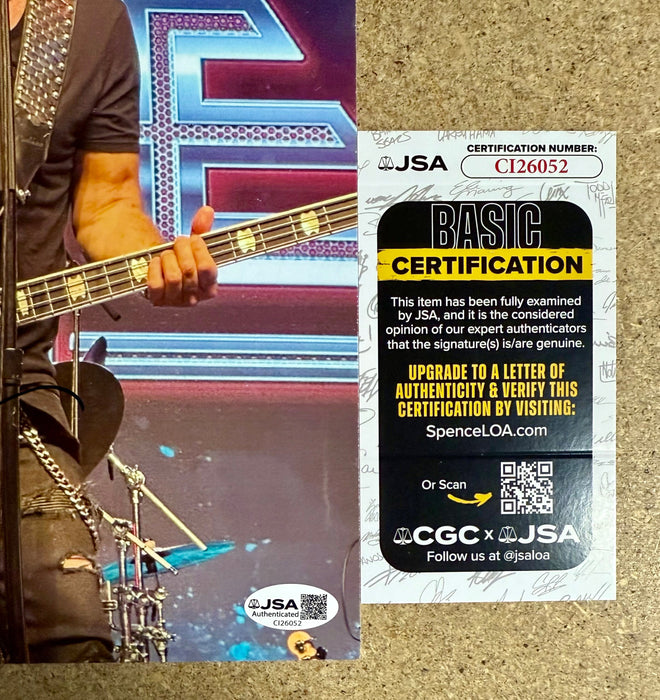 JSA
CERTIFICATION NUMBER:
CI26052
BASIC
CERTIFICATION
This item has been fully examined
by JSA, and it is the considered
opinion of our expert authenticators
that the signature(s) is/are genuine.
UPGRADE TO A LETTER OF
AUTHENTICITY & VERIFY THIS
CERTIFICATION BY VISITING:
SpenceLOA.com
Or Scan
CGC x JSA
Follow us at @jsaloa
JSA
Authenticated
CI26052